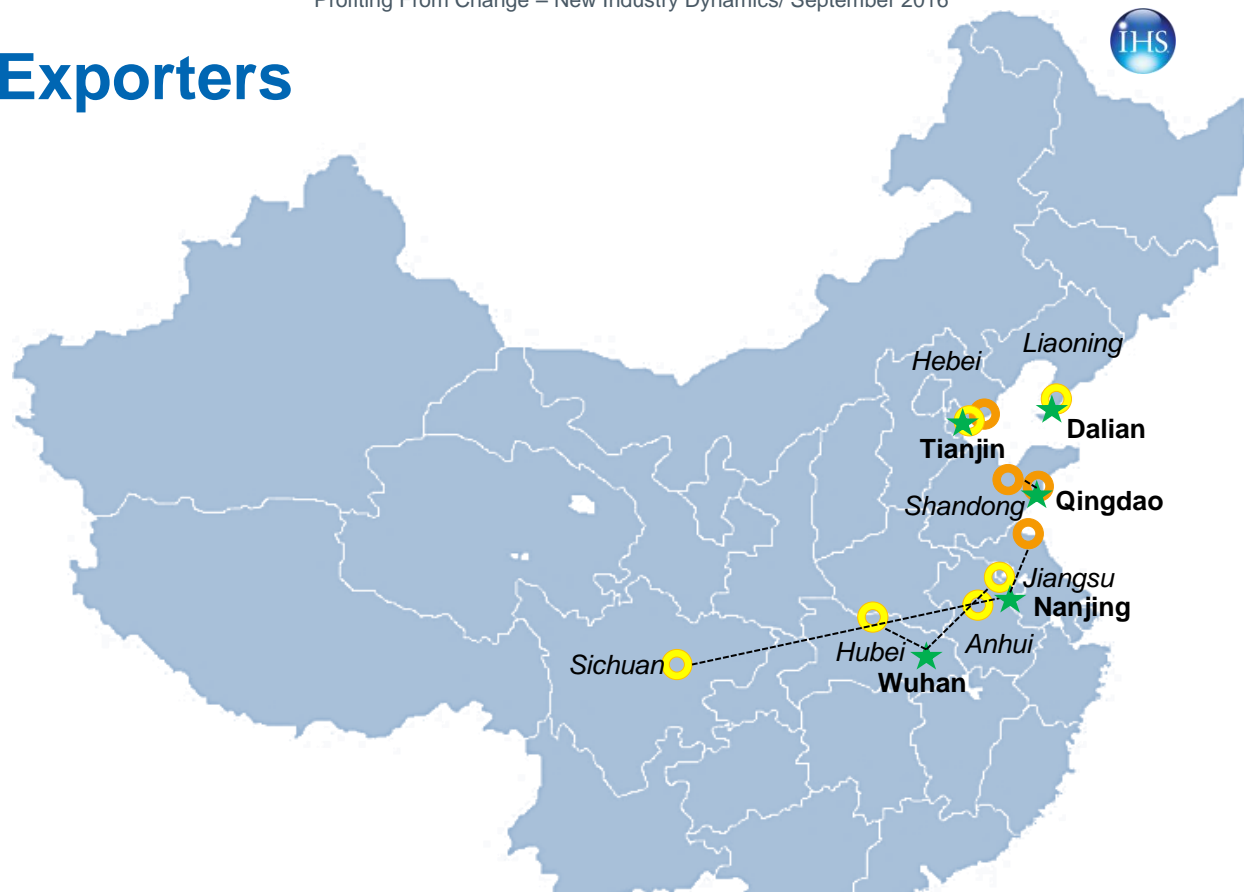 Profiting From Change – New Industry Dynamics/ September 2016
IHS
Exporters
Liaoning
Hebei
Dalian
Tianjin
Shandong
Qingdao
Jiangsu
Nanjing
Hubei
Anhui
Sichuan
Wuhan